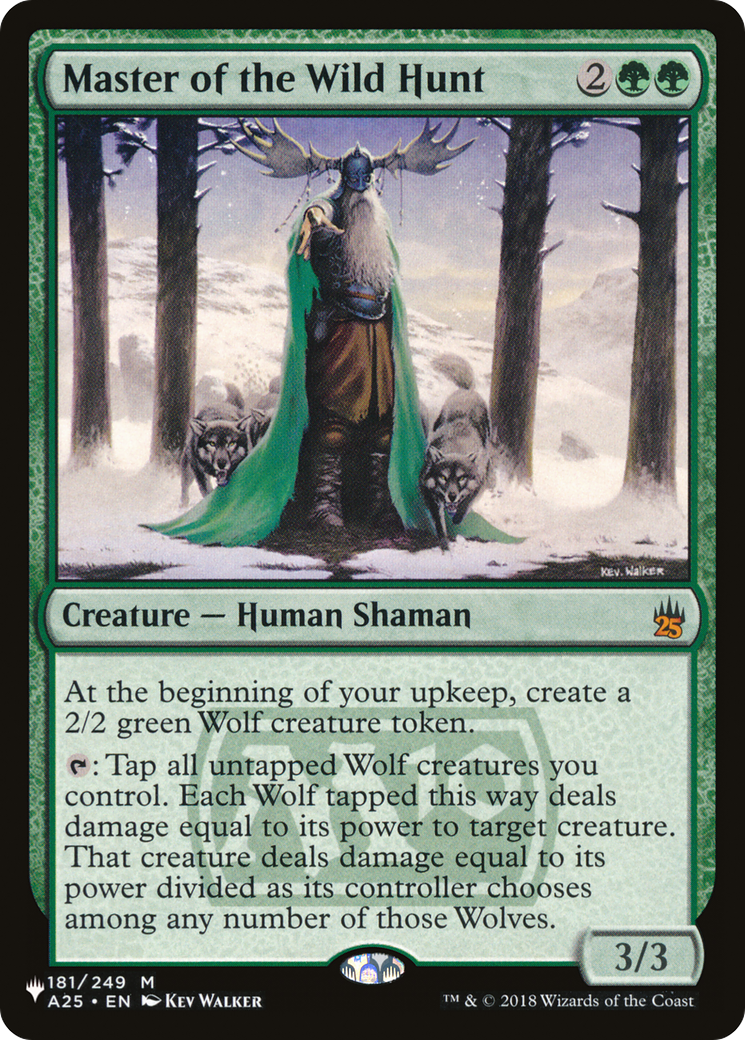 Master of the Wild Hunt 2
KEV. WALKER
Creature — Human Shaman
25
At the beginning of your upkeep, create a
2/2 green Wolf creature token.
: Tap all untapped Wolf creatures you
control. Each Wolf tapped this way deals
damage equal to its power to target creature.
That creature deals damage equal to its
power divided as its controller chooses
among any number of those Wolves.
3/3
181/249 M
A25 • EN Kev Walker
™ & © 2018 Wizards of the Coast